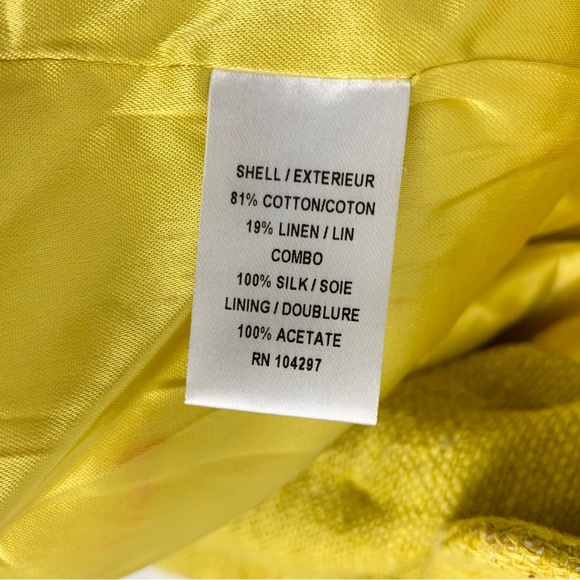 SHELL / EXTERIEUR
81% COTTON/COTON
19% LINEN / LIN
COMBO
100% SILK / SOIE
LINING / DOUBLURE
100% ACETATE
RN 104297